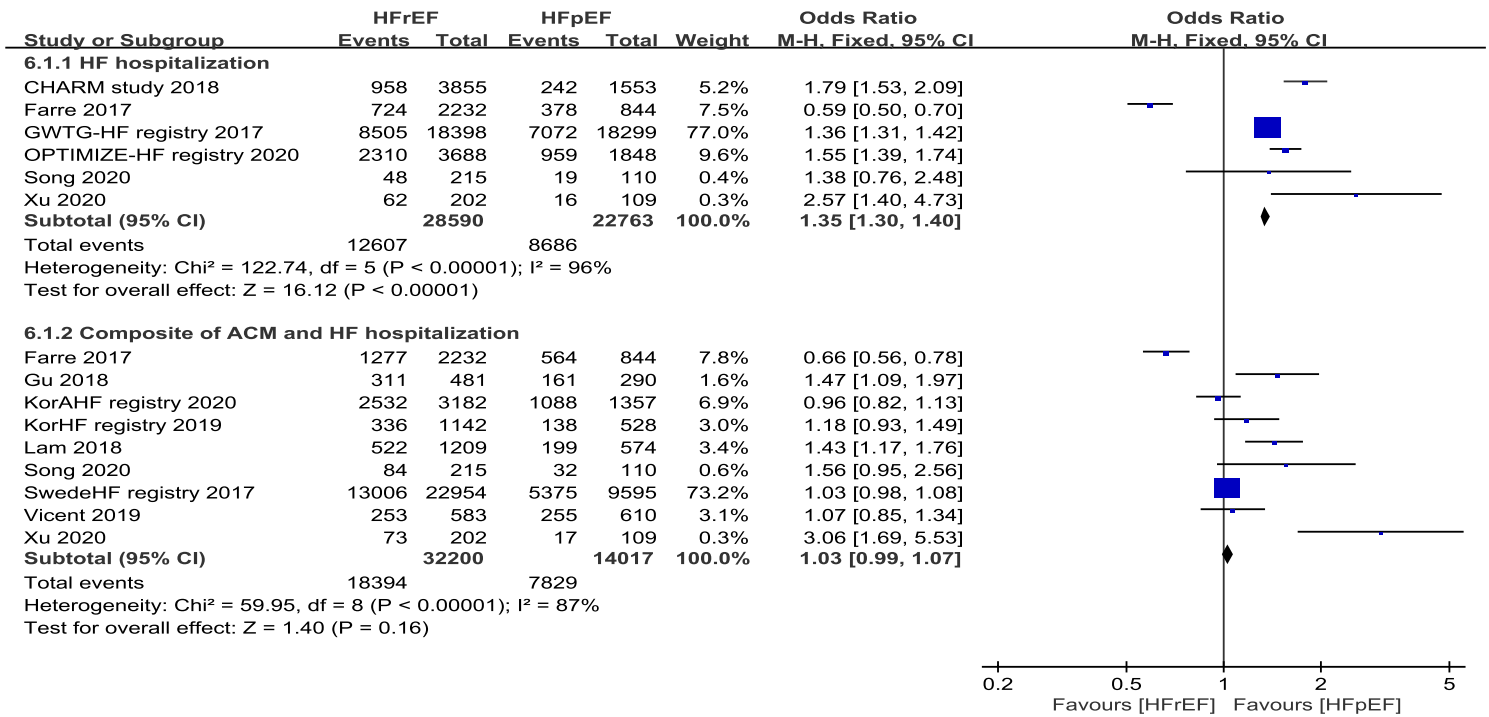 HFrEF HFpEF Odds Ratio Odds Ratio
Study or Subgroup Events Total Events Total Weight M-H, Fixed, 95% CI M-H, Fixed, 95% CI
6.1.1 HF hospitalization
CHARM study 2018 958 3855 242 1553 5.2% 1.79 [1.53, 2.09]
Farre 2017 724 2232 378 844 7.5% 0.59 [0.50, 0.70]
GWTG-HF registry 2017 8505 18398 7072 18299 77.0% 1.36 [1.31, 1.42]
OPTIMIZE-HF registry 2020 2310 3688 959 1848 9.6% 1.55 [1.39, 1.74]
Song 2020 48 215 19 110 0.4% 1.38 [0.76, 2.48]
Xu 2020 62 202 16 109 0.3% 2.57 [1.40, 4.73]
Subtotal (95% CI) 28590 22763 100.0% 1.35 [1.30, 1.40]
Total events 12607 8686
Heterogeneity: Chi² = 122.74, df = 5 (P < 0.00001); I² = 96%
Test for overall effect: Z = 16.12 (P < 0.00001)
6.1.2 Composite of ACM and HF hospitalization
Farre 2017 1277 2232 564 844 7.8% 0.66 [0.56, 0.78]
Gu 2018 311 481 161 290 1.6% 1.47 [1.09, 1.97]
KorAHF registry 2020 2532 3182 1088 1357 6.9% 0.96 [0.82, 1.13]
KorHF registry 2019 336 1142 138 528 3.0% 1.18 [0.93, 1.49]
Lam 2018 522 1209 199 574 3.4% 1.43 [1.17, 1.76]
Song 2020 84 215 32 110 0.6% 1.56 [0.95, 2.56]
SwedeHF registry 2017 13006 22954 5375 9595 73.2% 1.03 [0.98, 1.08]
Vicent 2019 253 583 255 610 3.1% 1.07 [0.85, 1.34]
Xu 2020 73 202 17 109 0.3% 3.06 [1.69, 5.53]
Subtotal (95% CI) 32200 14017 100.0% 1.03 [0.99, 1.07]
Total events 18394 7829
Heterogeneity: Chi² = 59.95, df = 8 (P < 0.00001); I² = 87%
Test for overall effect: Z = 1.40 (P = 0.16)
0.2 0.5 1 2 5
Favours [HFrEF] Favours [HFpEF]